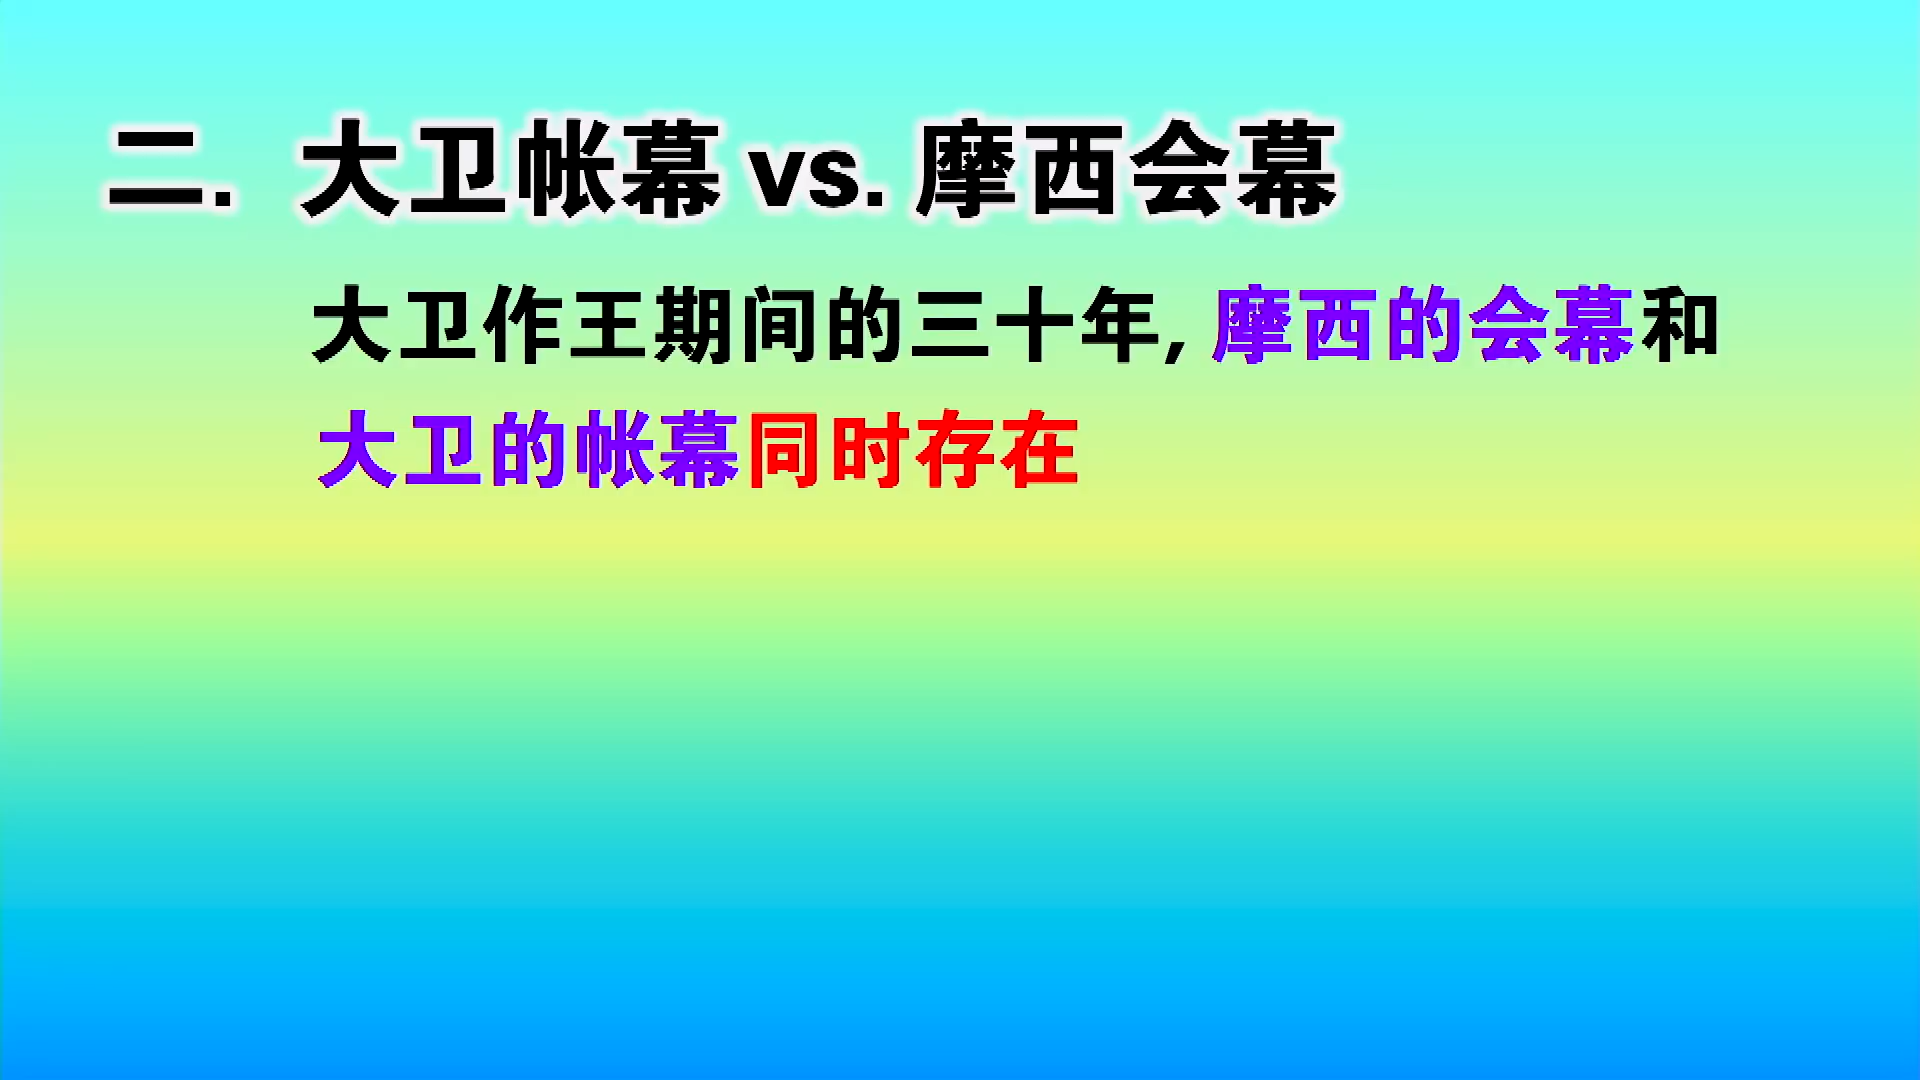 二. 大卫帐幕 vs. 摩西会幕
大卫作王期间的三十年, 摩西的会幕和
大卫的帐幕同时存在